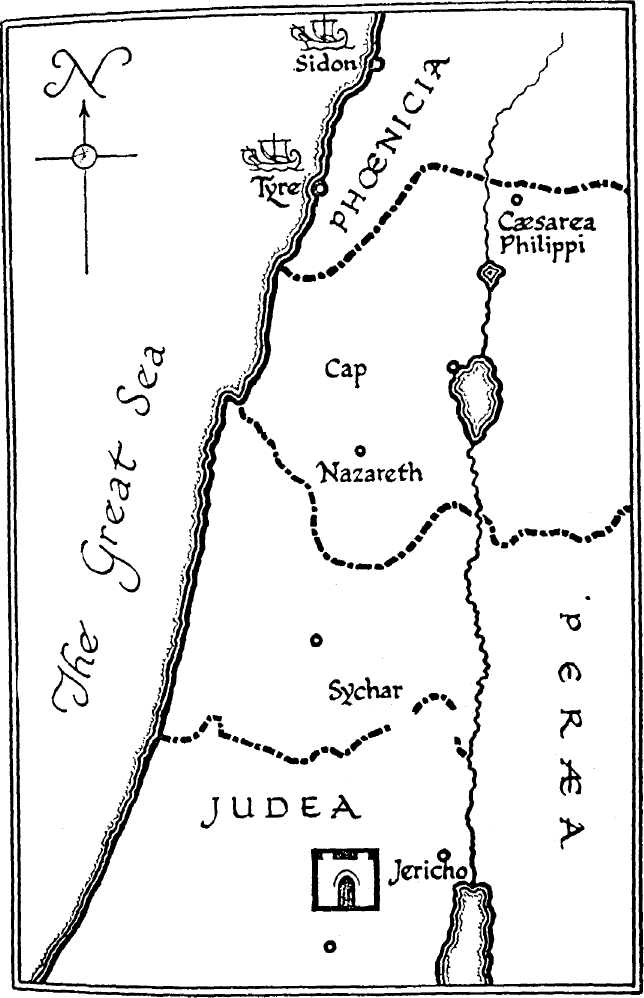 N
Sidon
PHŒNICIA
Tyre
Cæsarea
Philippi
Cap
The Great Sea
Nazareth
Sychar
PERÆA
JUDEA
Jericho